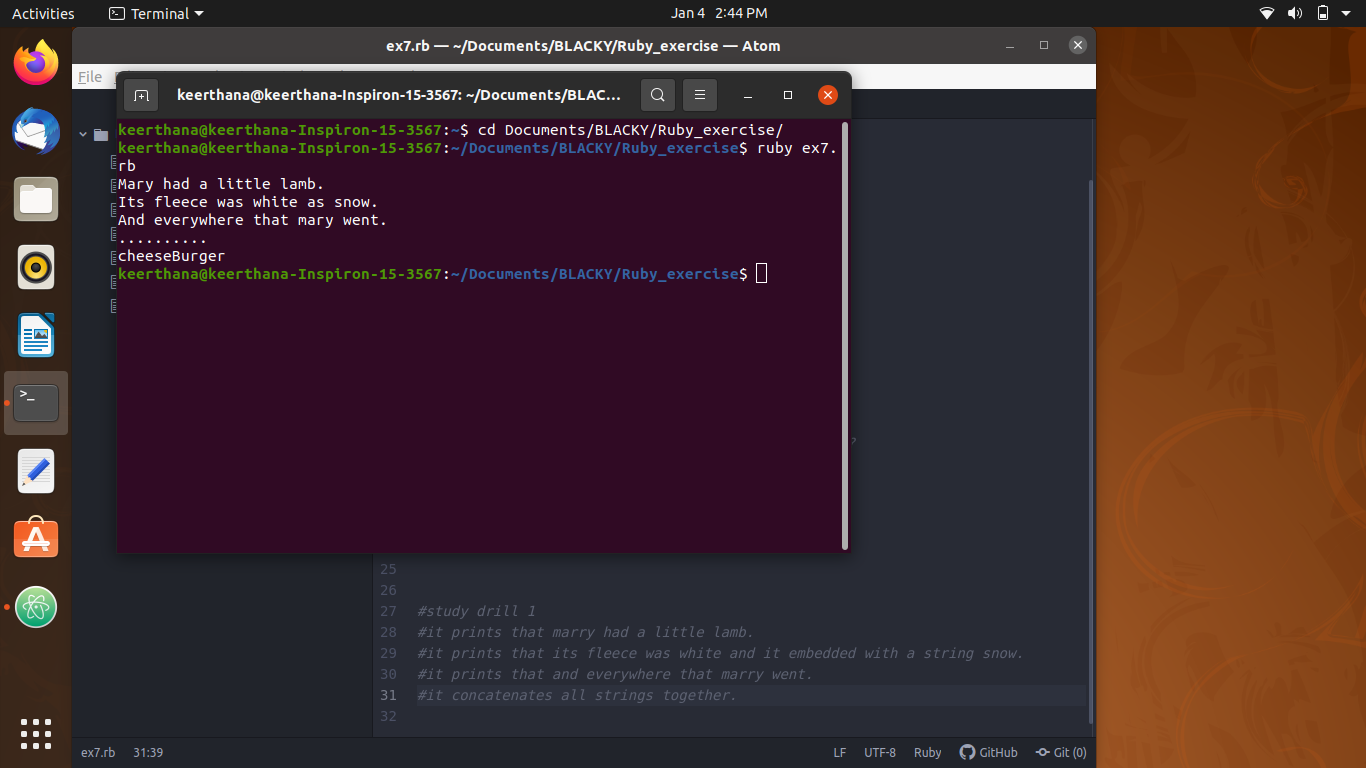 Activities
Terminal
Jan 4 2:44 PM
ex7.rb — ~/Documents/BLACKY/Ruby_exercise — Atom
File
keerthana@keerthana-Inspiron-15-3567: ~/Documents/BLAC...
keerthana@keerthana-Inspiron-15-3567:~$ cd Documents/BLACKY/Ruby_exercise/
keerthana@keerthana-Inspiron-15-3567:~/Documents/BLACKY/Ruby_exercise$ ruby ex7.
rb
Mary had a little lamb.
Its fleece was white as snow.
And everywhere that mary went.
..........
cheeseBurger
keerthana@keerthana-Inspiron-15-3567:~/Documents/BLACKY/Ruby_exercise$
25
26
27 #study drill 1
28 #it prints that marry had a little lamb.
29 #it prints that its fleece was white and it embedded with a string snow.
30 #it prints that and everywhere that marry went.
31 #it concatenates all strings together.
32
ex7.rb 31:39 LF UTF-8 Ruby GitHub Git (0)